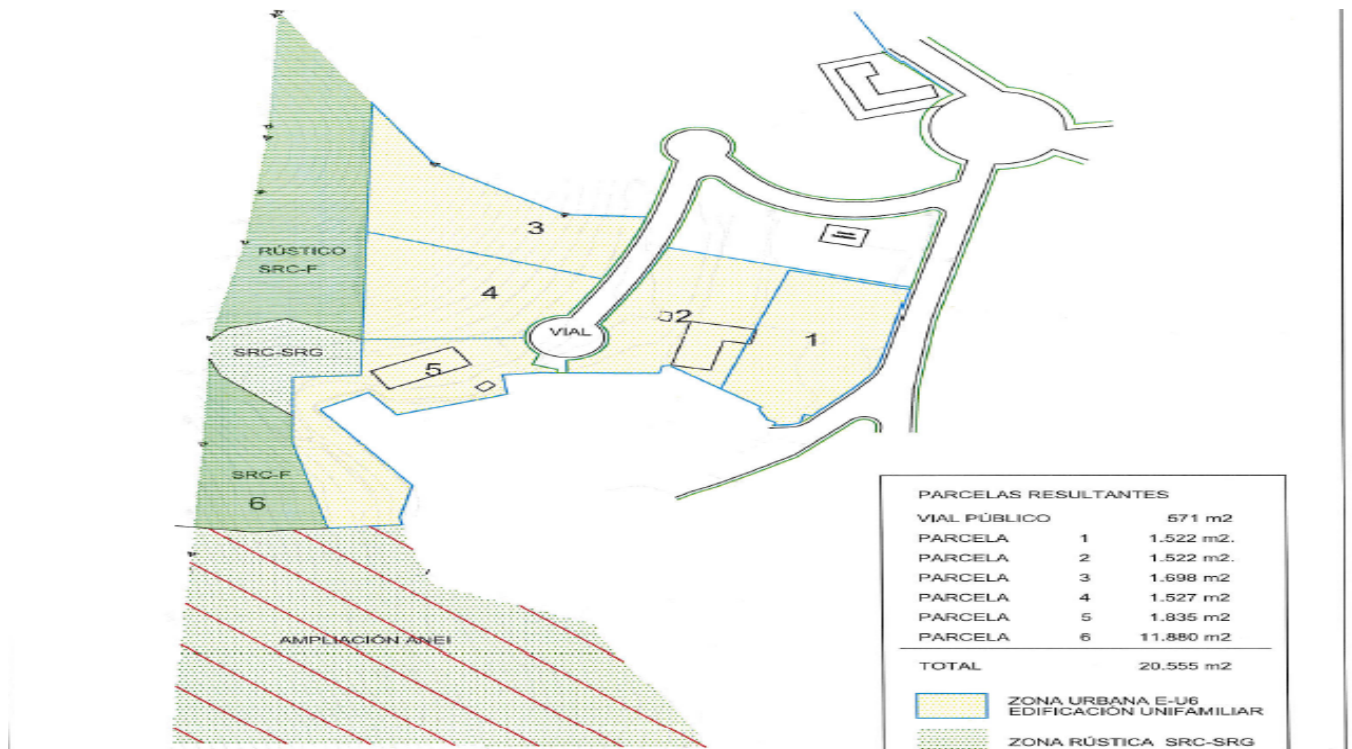 3
RÚSTICO
SRC-F
4
2
VIAL
1
SRC-SRG
5
SRC-F
6
AMPLIACIÓN ANEI
PARCELAS RESULTANTES
VIAL PÚBLICO 571 m2
PARCELA 1 1.522 m2.
PARCELA 2 1.522 m2.
PARCELA 3 1.698 m2
PARCELA 4 1.527 m2
PARCELA 5 1.835 m2
PARCELA 6 11.880 m2
TOTAL 20.555 m2
ZONA URBANA E-U6
EDIFICACIÓN UNIFAMILIAR
ZONA RÚSTICA SRC-SRG